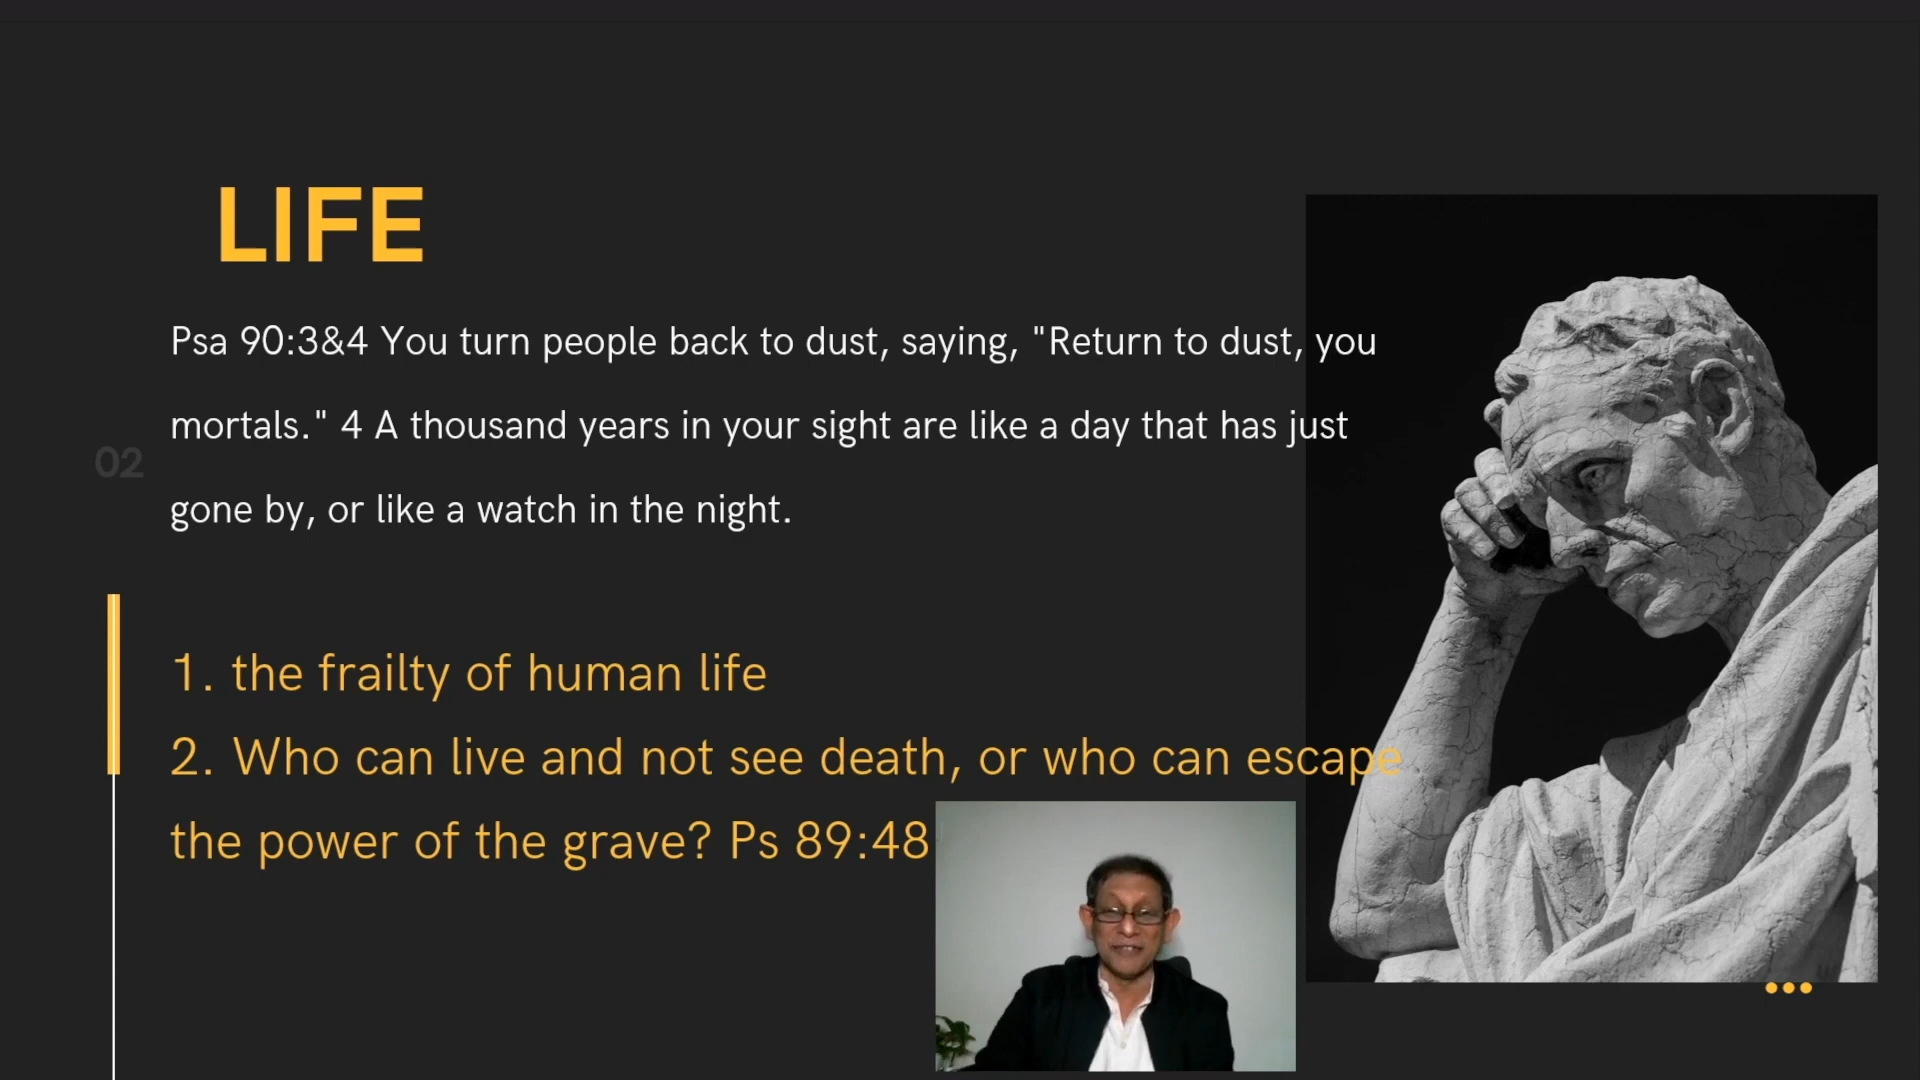 LIFE
Psa 90:3&4 You turn people back to dust, saying, "Return to dust, you
mortals." 4 A thousand years in your sight are like a day that has just
gone by, or like a watch in the night.
02
1. the frailty of human life
2. Who can live and not see death, or who can escape
the power of the grave? Ps 89:48